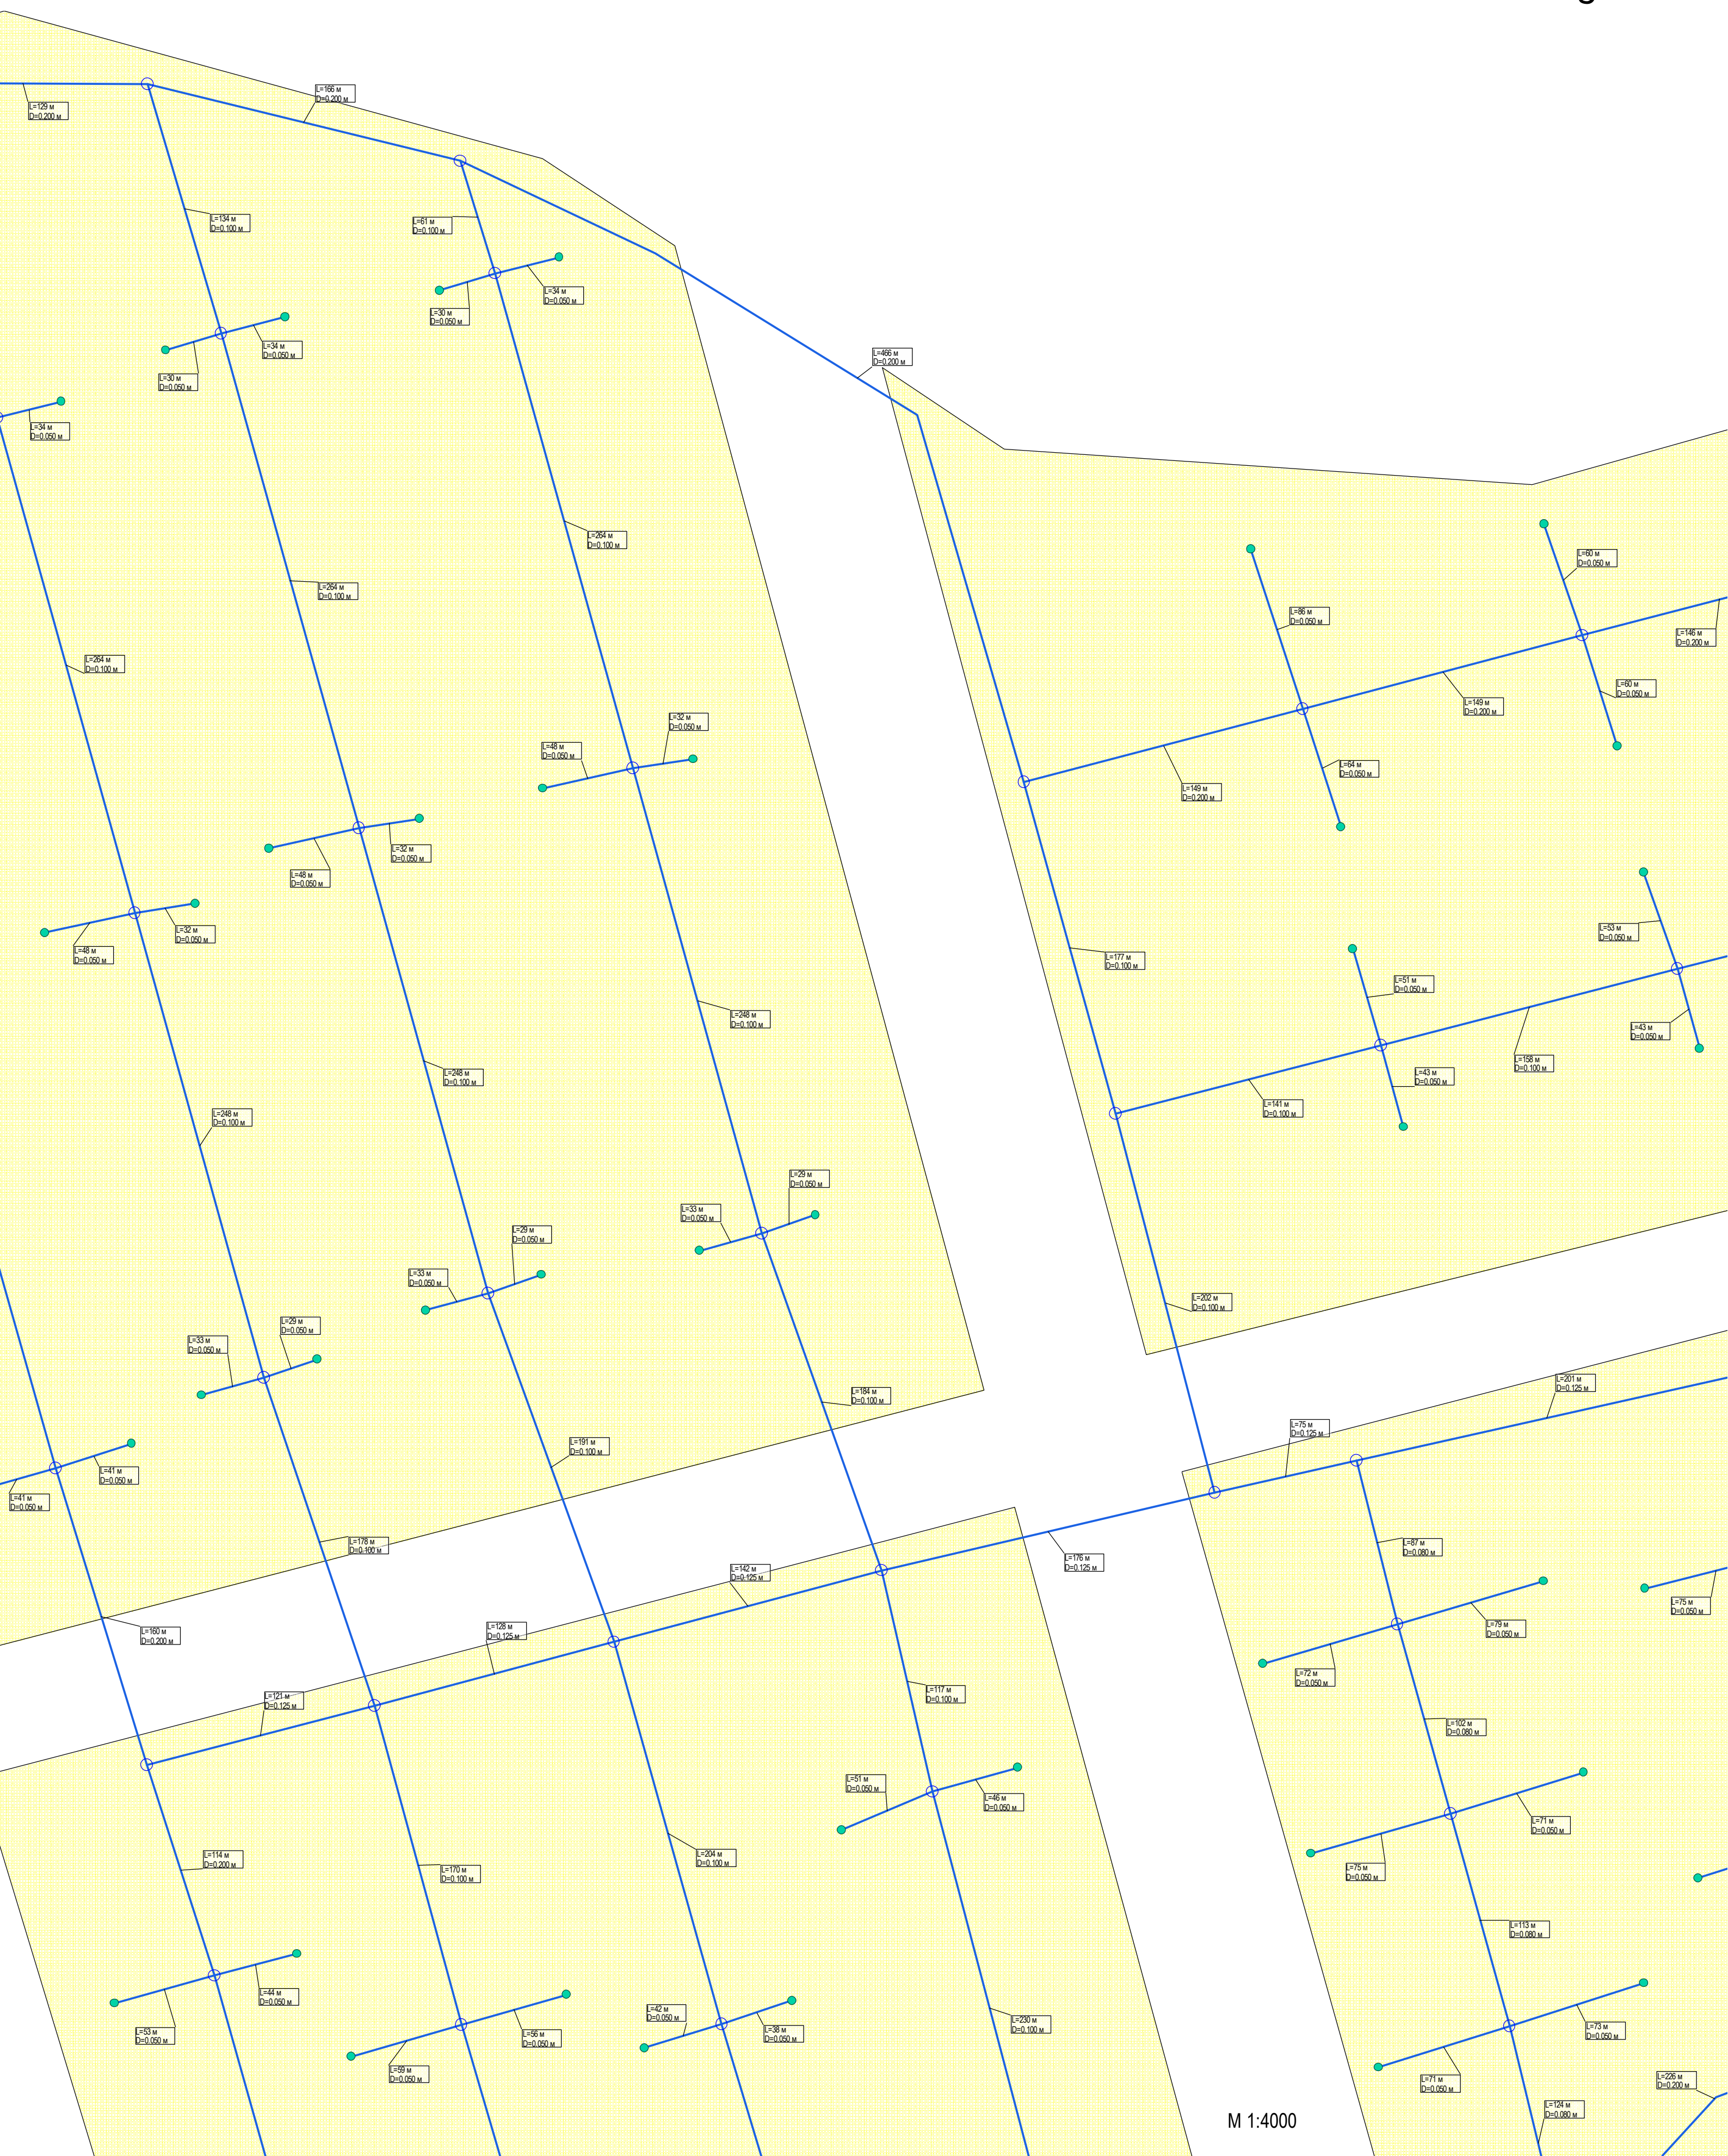 L=129 м
D=0.200 м
L=166 м
D=0.200 м
L=134 м
D=0.100 м
L=61 м
D=0.100 м
L=34 м
D=0.050 м
L=30 м
D=0.050 м
L=34 м
D=0.050 м
L=30 м
D=0.050 м
L=466 м
D=0.200 м
L=34 м
D=0.050 м
L=264 м
D=0.100 м
L=60 м
D=0.050 м
L=264 м
D=0.100 м
L=86 м
D=0.050 м
L=146 м
D=0.200 м
L=264 м
D=0.100 м
L=60 м
D=0.050 м
L=149 м
D=0.200 м
L=32 м
D=0.050 м
L=48 м
D=0.050 м
L=64 м
D=0.050 м
L=149 м
D=0.200 м
L=32 м
D=0.050 м
L=48 м
D=0.050 м
L=53 м
D=0.050 м
L=32 м
D=0.050 м
L=48 м
D=0.050 м
L=177 м
D=0.100 м
L=51 м
D=0.050 м
L=248 м
D=0.100 м
L=43 м
D=0.050 м
L=158 м
D=0.100 м
L=248 м
D=0.100 м
L=43 м
D=0.050 м
L=141 м
D=0.100 м
L=248 м
D=0.100 м
L=29 м
D=0.050 м
L=33 м
D=0.050 м
L=29 м
D=0.050 м
L=33 м
D=0.050 м
L=202 м
D=0.100 м
L=29 м
D=0.050 м
L=33 м
D=0.050 м
L=201 м
D=0.125 м
L=184 м
D=0.100 м
L=75 м
D=0.125 м
L=191 м
D=0.100 м
L=41 м
D=0.050 м
L=41 м
D=0.050 м
L=178 м
D=0.100 м
L=87 м
D=0.080 м
L=176 м
D=0.125 м
L=142 м
D=0.125 м
L=75 м
D=0.050 м
L=128 м
D=0.125 м
L=79 м
D=0.050 м
L=160 м
D=0.200 м
L=72 м
D=0.050 м
L=121 м
D=0.125 м
L=117 м
D=0.100 м
L=102 м
D=0.080 м
L=51 м
D=0.050 м
L=46 м
D=0.050 м
L=71 м
D=0.050 м
L=114 м
D=0.200 м
L=204 м
D=0.100 м
L=170 м
D=0.100 м
L=75 м
D=0.050 м
L=113 м
D=0.080 м
L=44 м
D=0.050 м
L=42 м
D=0.050 м
L=230 м
D=0.100 м
L=53 м
D=0.050 м
L=38 м
D=0.050 м
L=56 м
D=0.050 м
L=73 м
D=0.050 м
L=59 м
D=0.050 м
L=71 м
D=0.050 м
L=226 м
D=0.200 м
L=124 м
D=0.080 м
М 1:4000